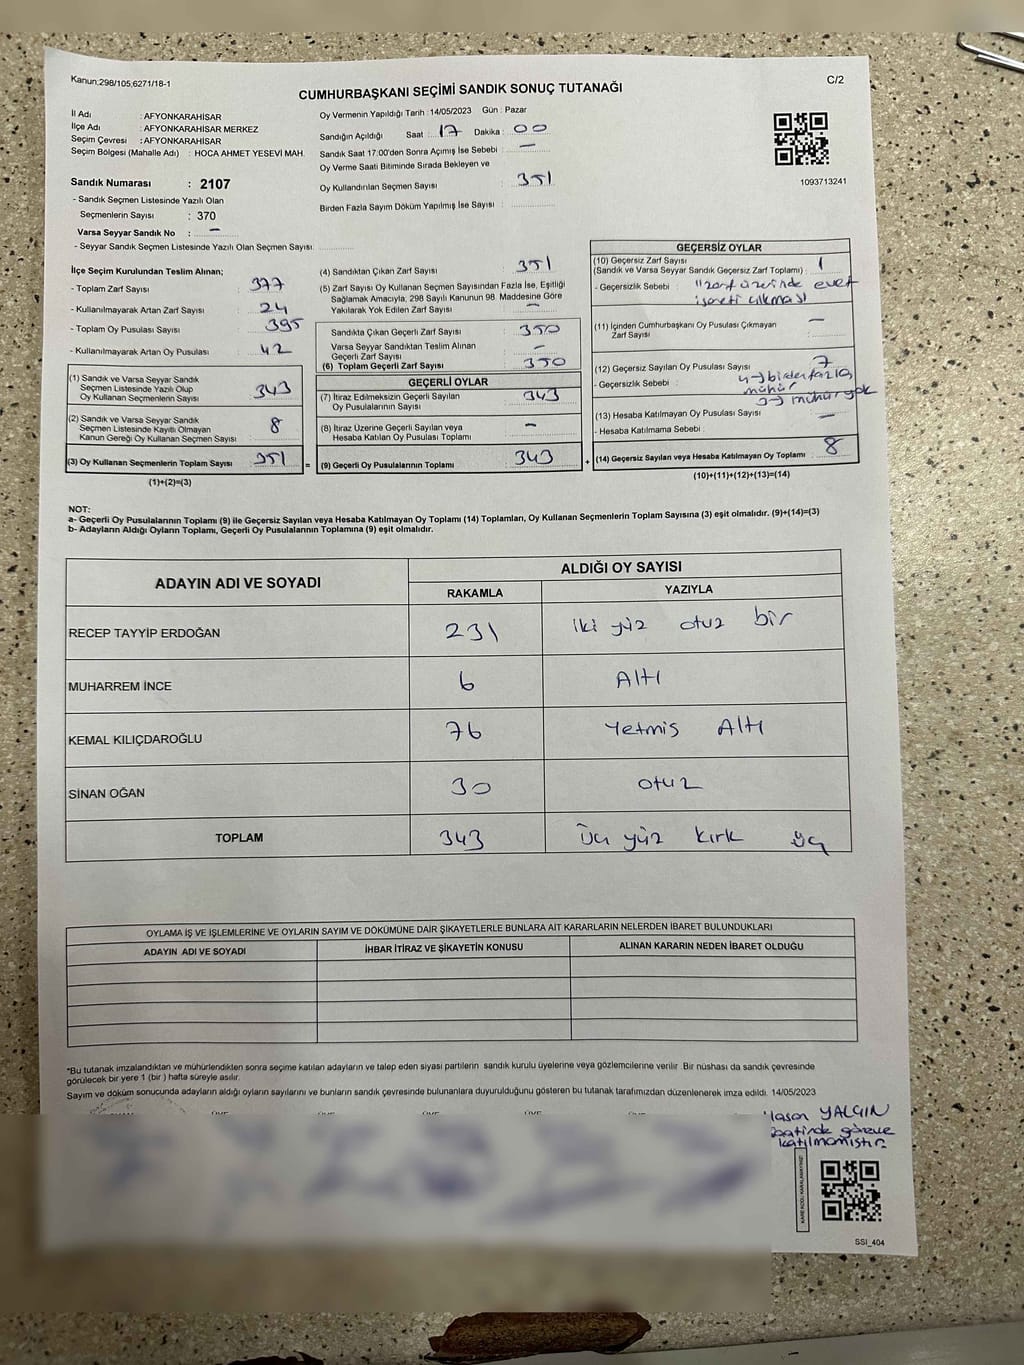 Kanun;298/105;6271/18-1
C/2
CUMHURBAŞKANI SEÇİMİ SANDIK SONUÇ TUTANAĞI
İl Adı : AFYONKARAHİSAR
İlçe Adı : AFYONKARAHİSAR MERKEZ
Seçim Çevresi : AFYONKARAHİSAR
Seçim Bölgesi (Mahalle Adı) : HOCA AHMET YESEVİ MAH.
Sandık Numarası : 2107
- Sandık Seçmen Listesinde Yazılı Olan
Seçmenlerin Sayısı : 370
Varsa Seyyar Sandık No : –
- Seyyar Sandık Seçmen Listesinde Yazılı Olan Seçmen Sayısı:
Oy Vermenin Yapıldığı Tarih : 14/05/2023 Gün : Pazar
Sandığın Açıldığı Saat : 17 Dakika : 00
Sandık Saat 17:00'den Sonra Açımış İse Sebebi : –
Oy Verme Saati Bitiminde Sırada Bekleyen ve
Oy Kullandırılan Seçmen Sayısı : 351
Birden Fazla Sayım Döküm Yapılmış İse Sayısı :
1093713241
İlçe Seçim Kurulundan Teslim Alınan;
- Toplam Zarf Sayısı : 377
- Kullanılmayarak Artan Zarf Sayısı : 24
- Toplam Oy Pusulası Sayısı : 395
- Kullanılmayarak Artan Oy Pusulası : 42
(1) Sandık ve Varsa Seyyar Sandık
Seçmen Listesinde Yazılı Olup
Oy Kullanan Seçmenlerin Sayısı : 343
(2) Sandık ve Varsa Seyyar Sandık
Seçmen Listesinde Kayıtlı Olmayan
Kanun Gereği Oy Kullanan Seçmen Sayısı : 8
(3) Oy Kullanan Seçmenlerin Toplam Sayısı : 351
(1)+(2)=(3)
(4) Sandıktan Çıkan Zarf Sayısı : 351
(5) Zarf Sayısı Oy Kullanan Seçmen Sayısından Fazla İse, Eşitliği
Sağlamak Amacıyla, 298 Sayılı Kanunun 98. Maddesine Göre
Yakılarak Yok Edilen Zarf Sayısı : –
Sandıkta Çıkan Geçerli Zarf Sayısı : 350
Varsa Seyyar Sandıktan Teslim Alınan
Geçerli Zarf Sayısı : –
(6) Toplam Geçerli Zarf Sayısı : 350
GEÇERLİ OYLAR
(7) İtiraz Edilmeksizin Geçerli Sayılan
Oy Pusulalarının Sayısı : 343
(8) İtiraz Üzerine Geçerli Sayılan veya
Hesaba Katılan Oy Pusulası Toplamı : –
= (9) Geçerli Oy Pusulalarının Toplamı : 343
GEÇERSİZ OYLAR
(10) Geçersiz Zarf Sayısı
(Sandık ve Varsa Seyyar Sandık Geçersiz Zarf Toplamı) : 1
- Geçersizlik Sebebi : "zarf üzerinde evet
işareti çıkması
(11) İçinden Cumhurbaşkanı Oy Pusulası Çıkmayan
Zarf Sayısı : –
(12) Geçersiz Sayılan Oy Pusulası Sayısı : 7
- Geçersizlik Sebebi : 4→) birden fazla
mühür
3→) mühür yok
(13) Hesaba Katılmayan Oy Pusulası Sayısı : –
- Hesaba Katılmama Sebebi :
+ (14) Geçersiz Sayılan veya Hesaba Katılmayan Oy Toplamı : 8
(10)+(11)+(12)+(13)=(14)
NOT:
a- Geçerli Oy Pusulalarının Toplamı (9) ile Geçersiz Sayılan veya Hesaba Katılmayan Oy Toplamı (14) Toplamları, Oy Kullanan Seçmenlerin Toplam Sayısına (3) eşit olmalıdır. (9)+(14)=(3)
b- Adayların Aldığı Oyların Toplamı, Geçerli Oy Pusulalarının Toplamına (9) eşit olmalıdır.
ADAYIN ADI VE SOYADI
ALDIĞI OY SAYISI
RAKAMLA YAZIYLA
RECEP TAYYİP ERDOĞAN 231 iki yüz otuz bir
MUHARREM İNCE 6 Altı
KEMAL KILIÇDAROĞLU 76 Yetmiş Altı
SİNAN OĞAN 30 otuz
TOPLAM 343 Üç yüz kırk üç
OYLAMA İŞ VE İŞLEMLERİNE VE OYLARIN SAYIM VE DÖKÜMÜNE DAİR ŞİKAYETLERLE BUNLARA AİT KARARLARIN NELERDEN İBARET BULUNDUKLARI
ADAYIN ADI VE SOYADI İHBAR İTİRAZ VE ŞİKAYETİN KONUSU ALINAN KARARIN NEDEN İBARET OLDUĞU
*Bu tutanak imzalandıktan ve mühürlendikten sonra seçime katılan adayların ve talep eden siyasi partilerin sandık kurulu üyelerine veya gözlemcilerine verilir. Bir nüshası da sandık çevresinde
görülecek bir yere 1 (bir) hafta süreyle asılır.
Sayım ve döküm sonucunda adayların aldığı oyların sayılarını ve bunların sandık çevresinde bulunanlara duyurulduğunu gösteren bu tutanak tarafımızdan düzenlenerek imza edildi. 14/05/2023
YALÇIN
göreve
katılmamıştır
SSI_404